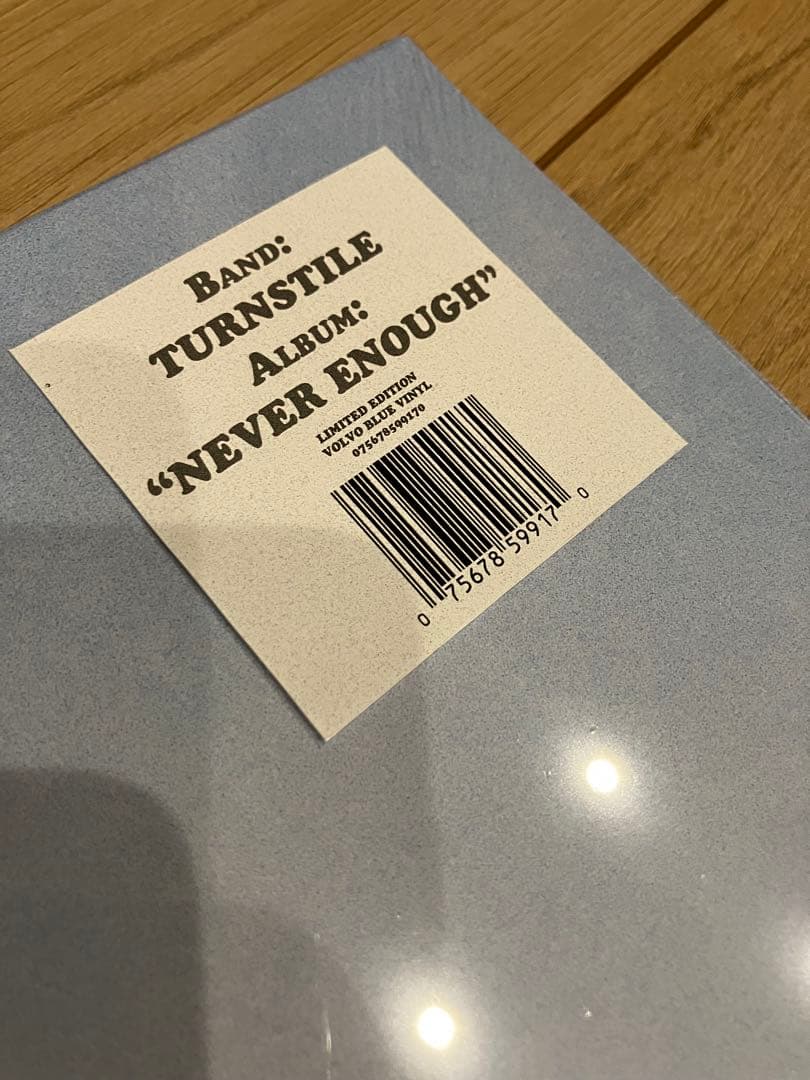 BAND:
TURNSTILE
ALBUM:
“NEVER ENOUGH”
LIMITED EDITION
VOLVO BLUE VINYL
075678599170
0 75678 59917 0